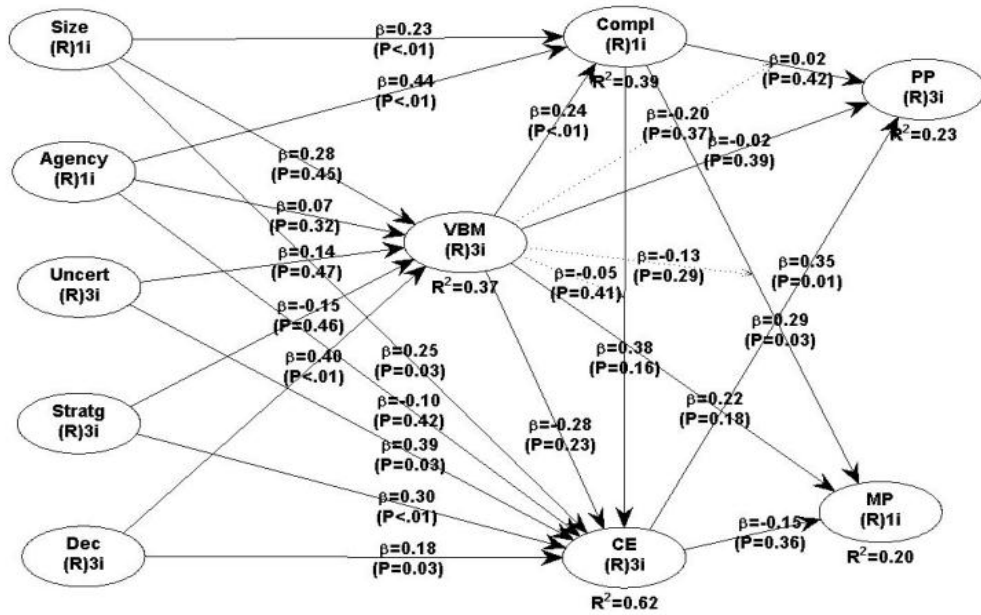 Size
(R)1i
β=0.23
(P<.01)
Compl
(R)1i
R²=0.39
β=0.02
(P=0.42)
PP
(R)3i
R²=0.23
β=0.44
(P<.01)
β=0.24
(P<.01)
β=-0.20
(P=0.37)
β=-0.02
(P=0.39)
Agency
(R)1i
β=0.28
(P=0.45)
β=0.07
(P=0.32)
VBM
(R)3i
R²=0.37
Uncert
(R)3i
β=0.14
(P=0.47)
β=-0.05
(P=0.41)
β=-0.13
(P=0.29)
β=0.35
(P=0.01)
β=-0.15
(P=0.46)
β=0.40
(P<.01)
β=0.25
(P=0.03)
β=0.38
(P=0.16)
β=0.29
(P=0.03)
Stratg
(R)3i
β=-0.10
(P=0.42)
β=0.39
(P=0.03)
β=-0.28
(P=0.23)
β=0.22
(P=0.18)
β=0.30
(P<.01)
MP
(R)1i
R²=0.20
Dec
(R)3i
β=0.18
(P=0.03)
CE
(R)3i
R²=0.62
β=-0.15
(P=0.36)